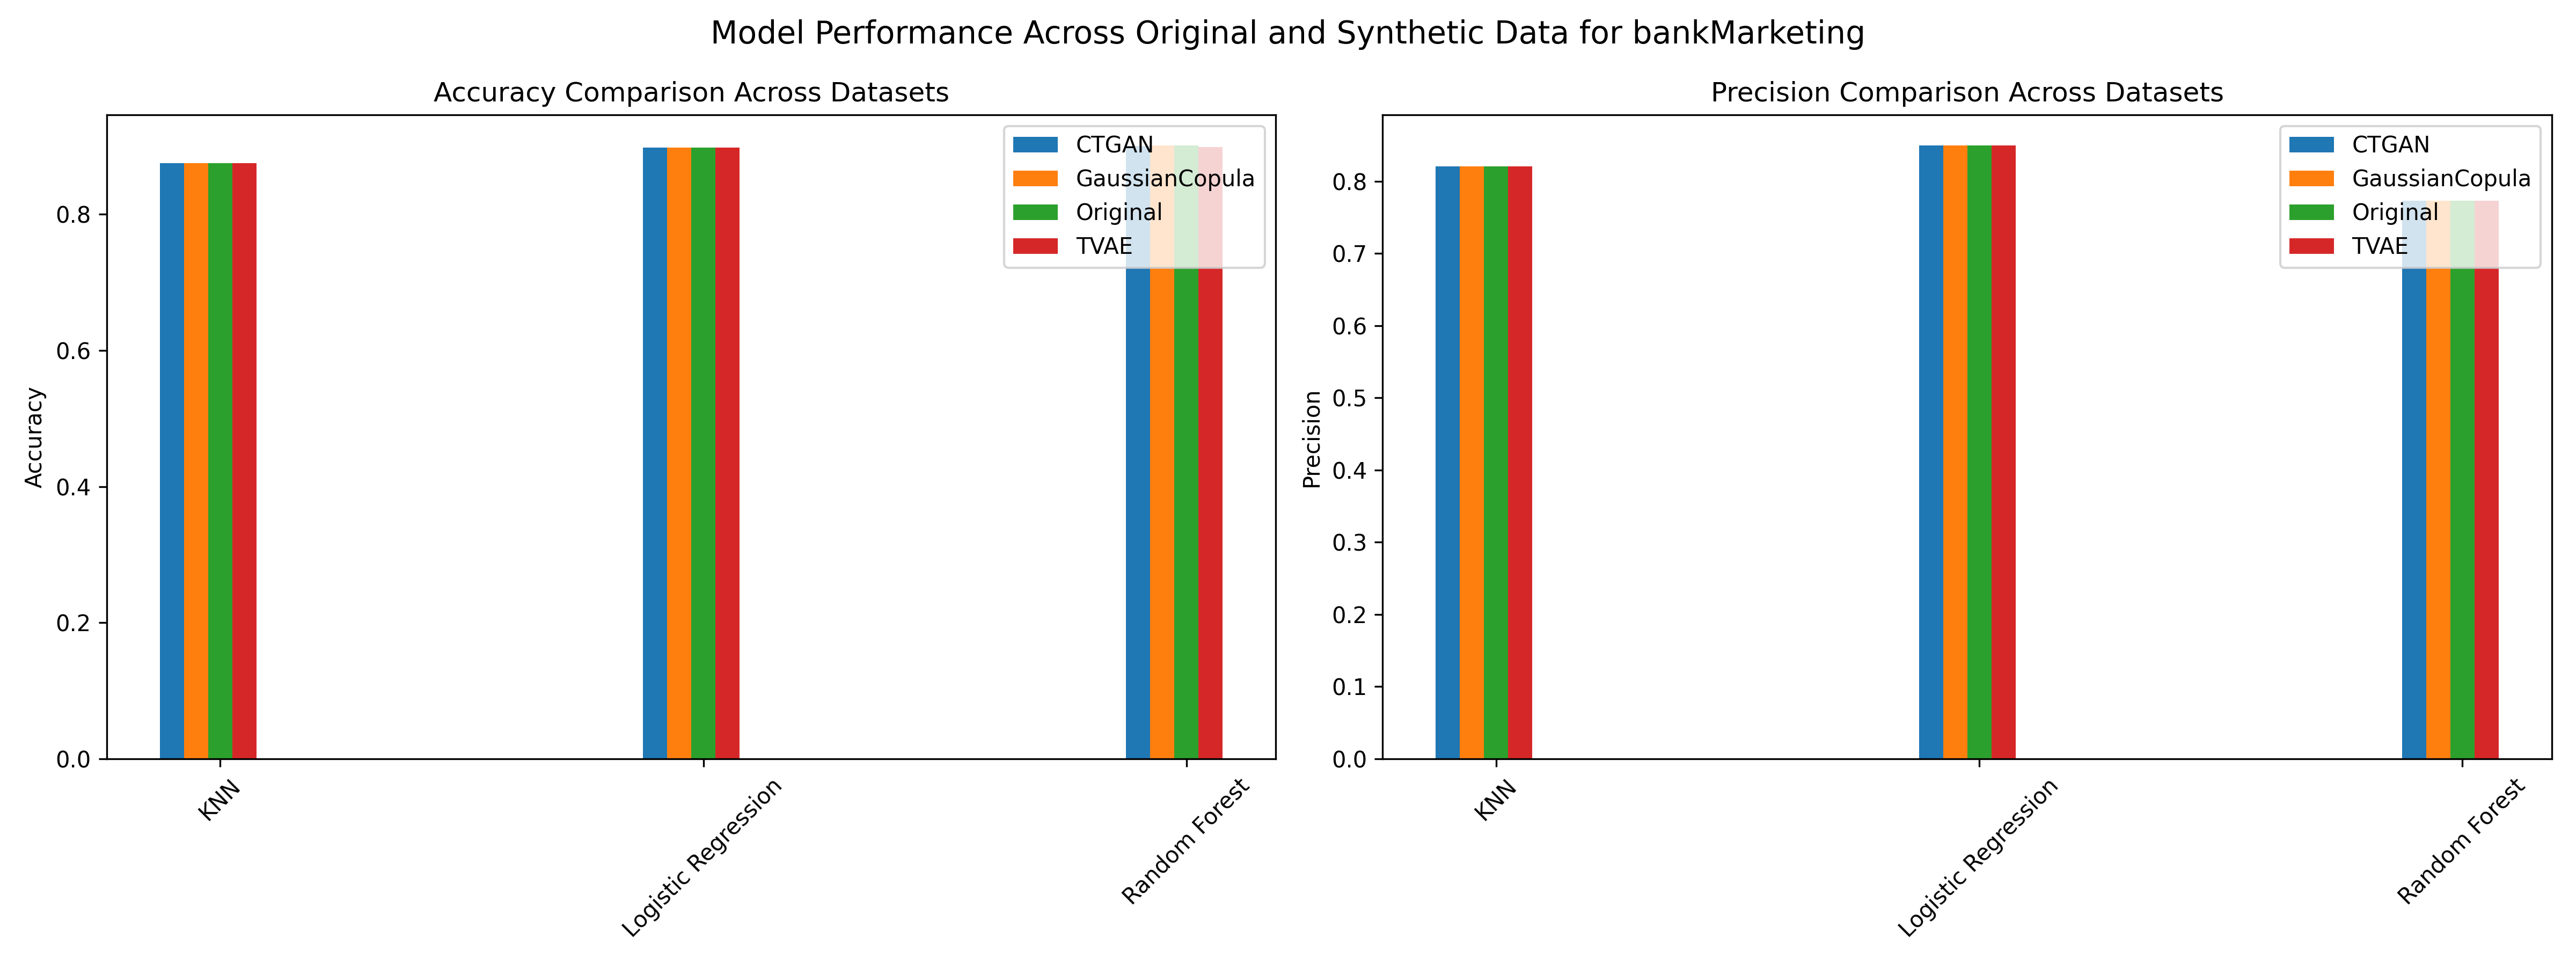 Model Performance Across Original and Synthetic Data for bankMarketing
Accuracy Comparison Across Datasets
CTGAN
GaussianCopula
Original
TVAE
Accuracy
0.8
0.6
0.4
0.2
0.0
KNN
Logistic Regression
Random Forest
Precision Comparison Across Datasets
CTGAN
GaussianCopula
Original
TVAE
Precision
0.8
0.7
0.6
0.5
0.4
0.3
0.2
0.1
0.0
KNN
Logistic Regression
Random Forest